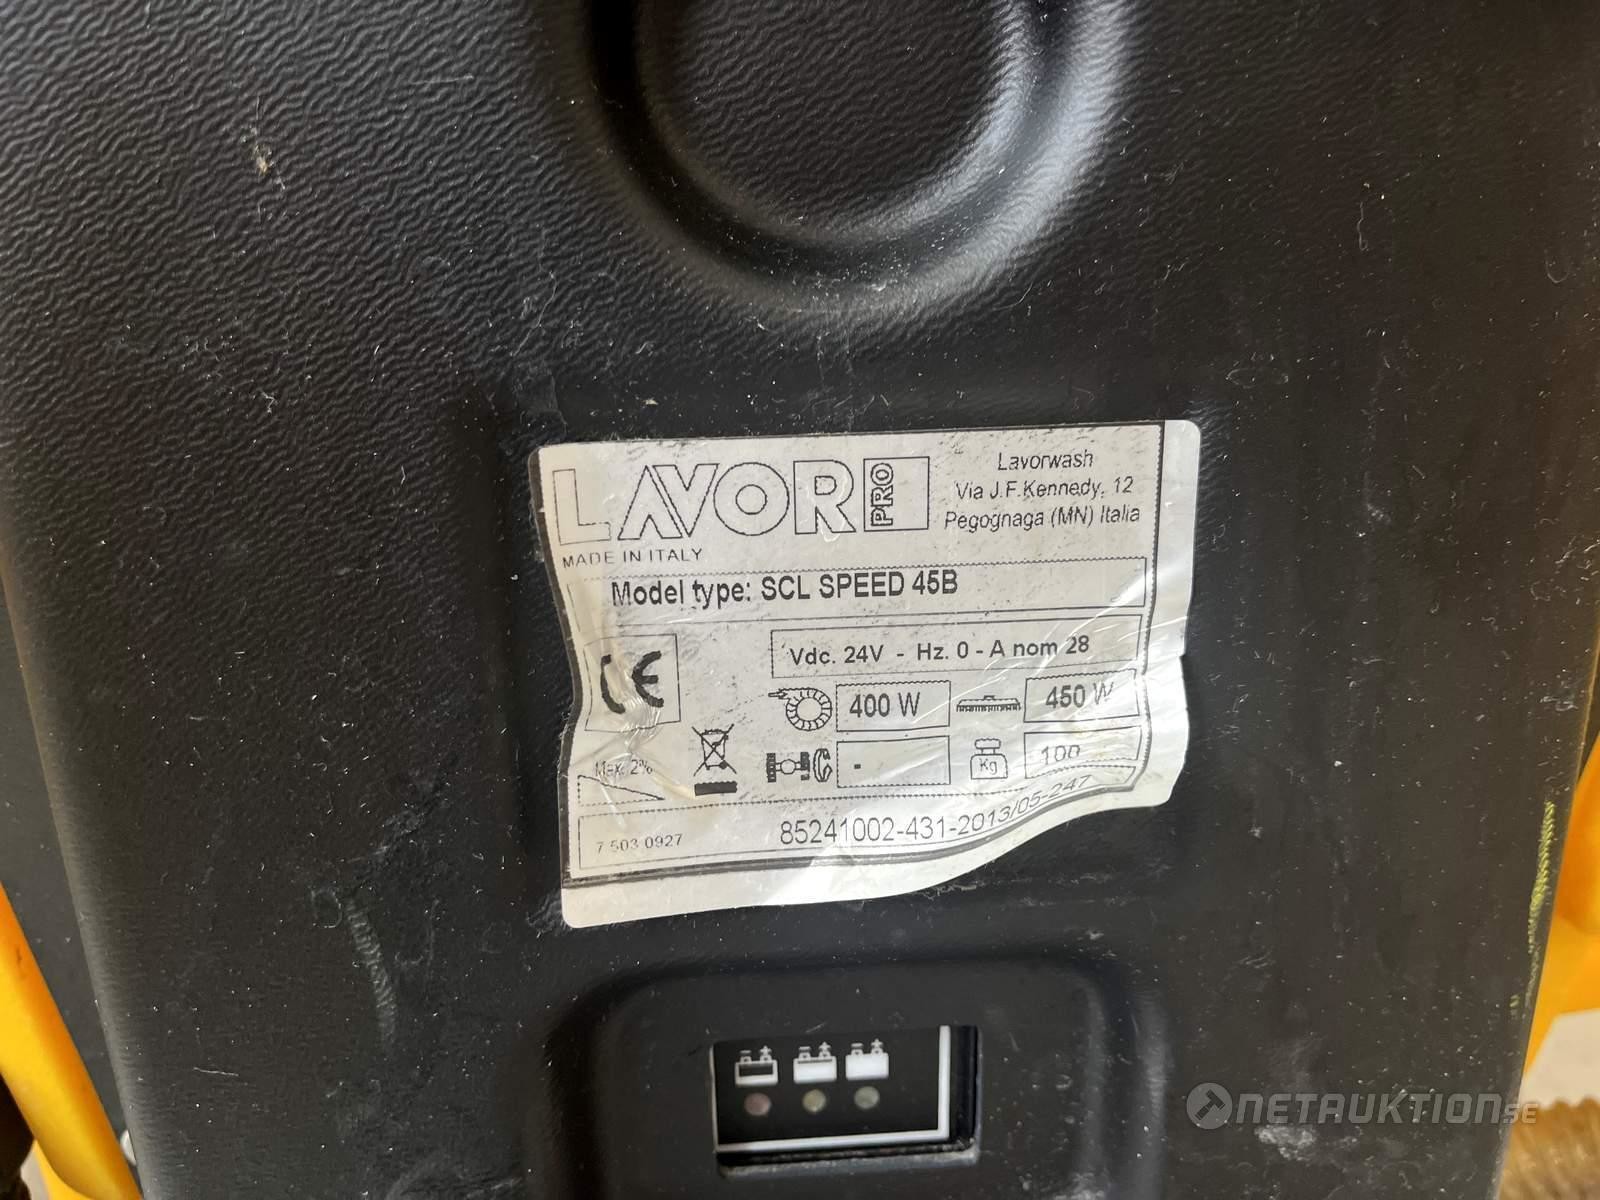 LAVOR PRO
Lavorwash
Via J.F.Kennedy, 12
Pegognaga (MN) Italia
MADE IN ITALY
Model type: SCL SPEED 45B
Vdc. 24V - Hz. 0 - A nom 28
CE
400 W
450 W
Max. 2%
-
Kg
100
7 503 0927
85241002-431-2013/05-247
NETAUKTION.SE